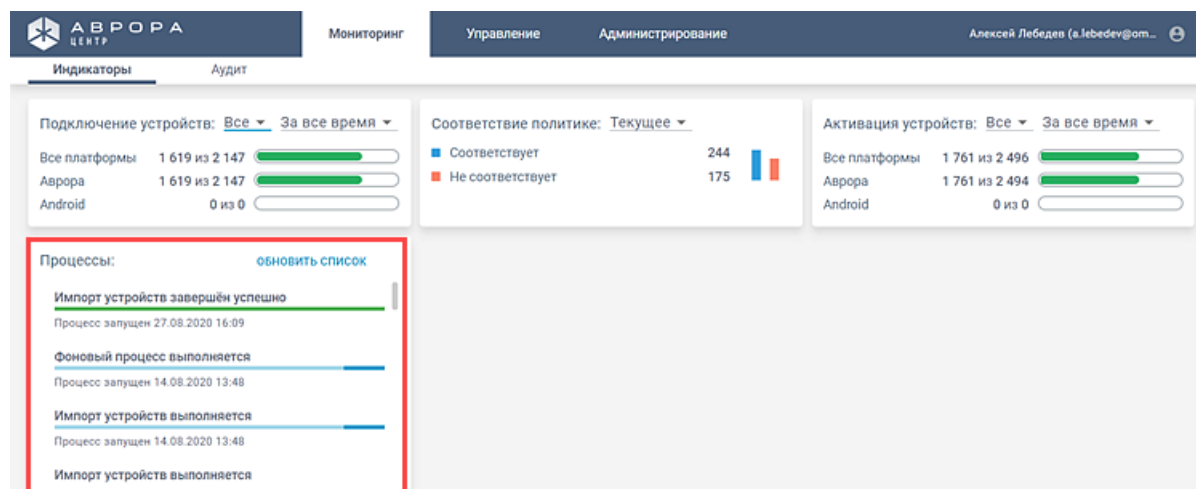 АВРОРА
ЦЕНТР
Мониторинг
Управление
Администрирование
Алексей Лебедев (a.lebedev@om...
Индикаторы
Аудит
Подключение устройств: Все За все время
Все платформы 1 619 из 2 147
Аврора 1 619 из 2 147
Android 0 из 0
Соответствие политике: Текущее
Соответствует 244
Не соответствует 175
Активация устройств: Все За все время
Все платформы 1 761 из 2 496
Аврора 1 761 из 2 494
Android 0 из 0
Процессы: ОБНОВИТЬ СПИСОК
Импорт устройств завершён успешно
Процесс запущен 27.08.2020 16:09
Фоновый процесс выполняется
Процесс запущен 14.08.2020 13:48
Импорт устройств выполняется
Процесс запущен 14.08.2020 13:48
Импорт устройств выполняется